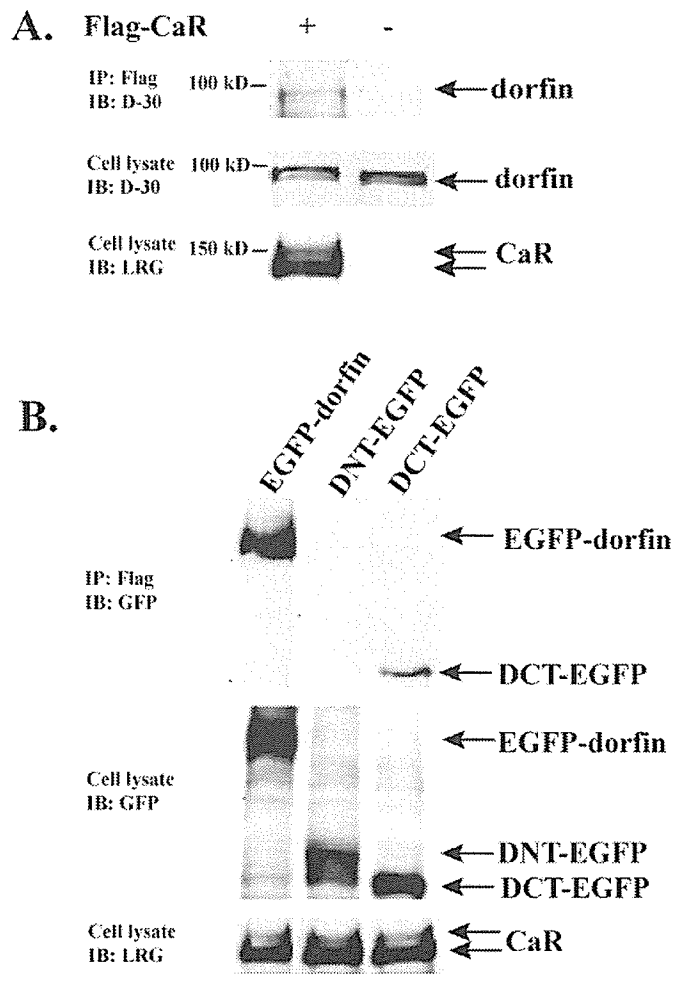 A. Flag-CaR + -
IP: Flag
IB: D-30
100 kD
dorfin
Cell lysate
IB: D-30
100 kD
dorfin
Cell lysate
IB: LRG
150 kD
CaR
B.
EGFP-dorfin
DNT-EGFP
DCT-EGFP
IP: Flag
IB: GFP
EGFP-dorfin
DCT-EGFP
Cell lysate
IB: GFP
EGFP-dorfin
DNT-EGFP
DCT-EGFP
Cell lysate
IB: LRG
CaR